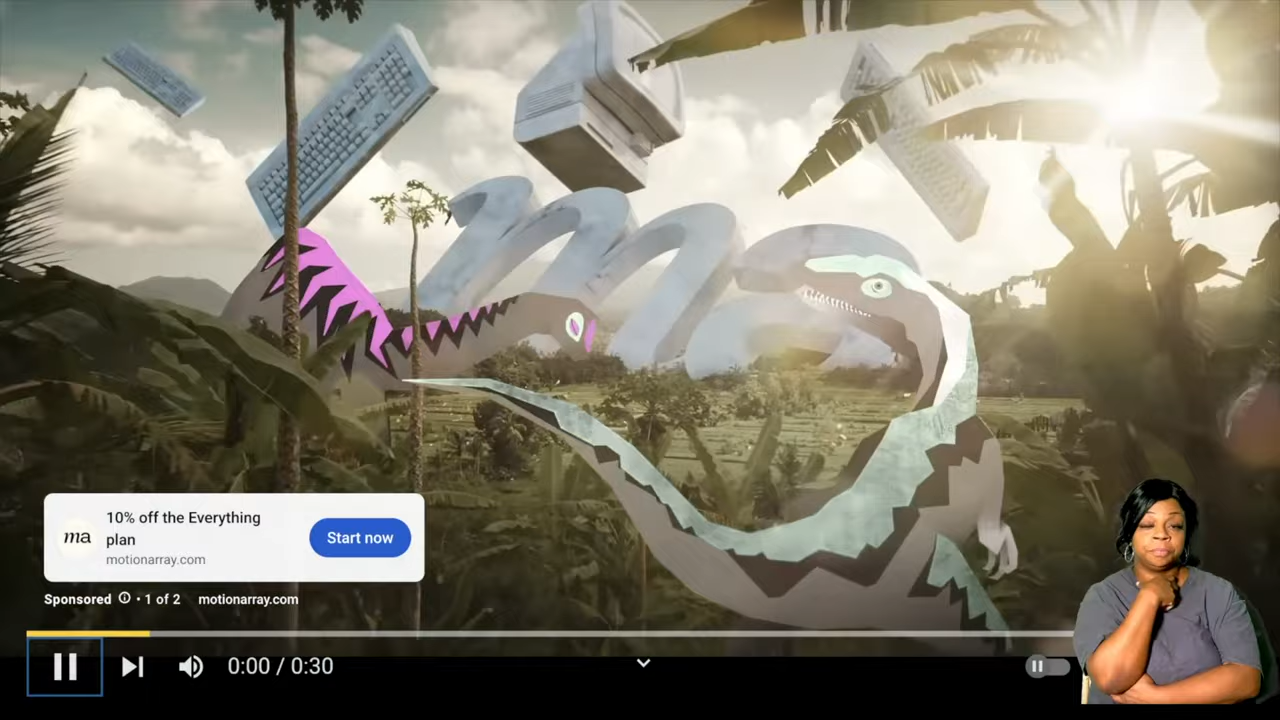 ma
10% off the Everything
plan
ma
motionarray.com
Start now
Sponsored • 1 of 2 motionarray.com
0:00 / 0:30